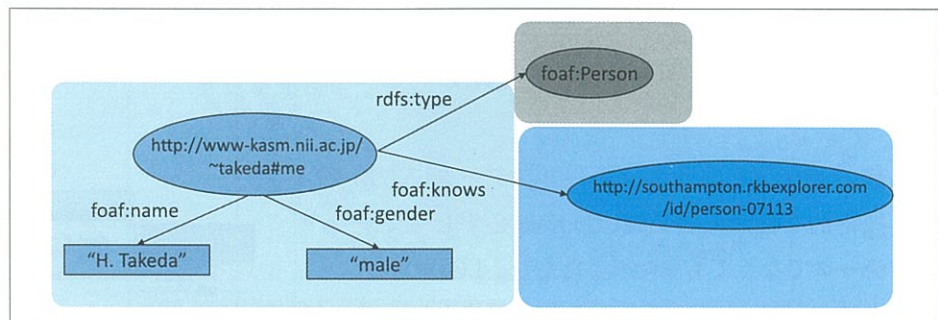 foaf:Person
rdfs:type
http://www-kasm.nii.ac.jp/
~takeda#me
foaf:knows
http://southampton.rkbexplorer.com
/id/person-07113
foaf:name
foaf:gender
"H. Takeda"
"male"